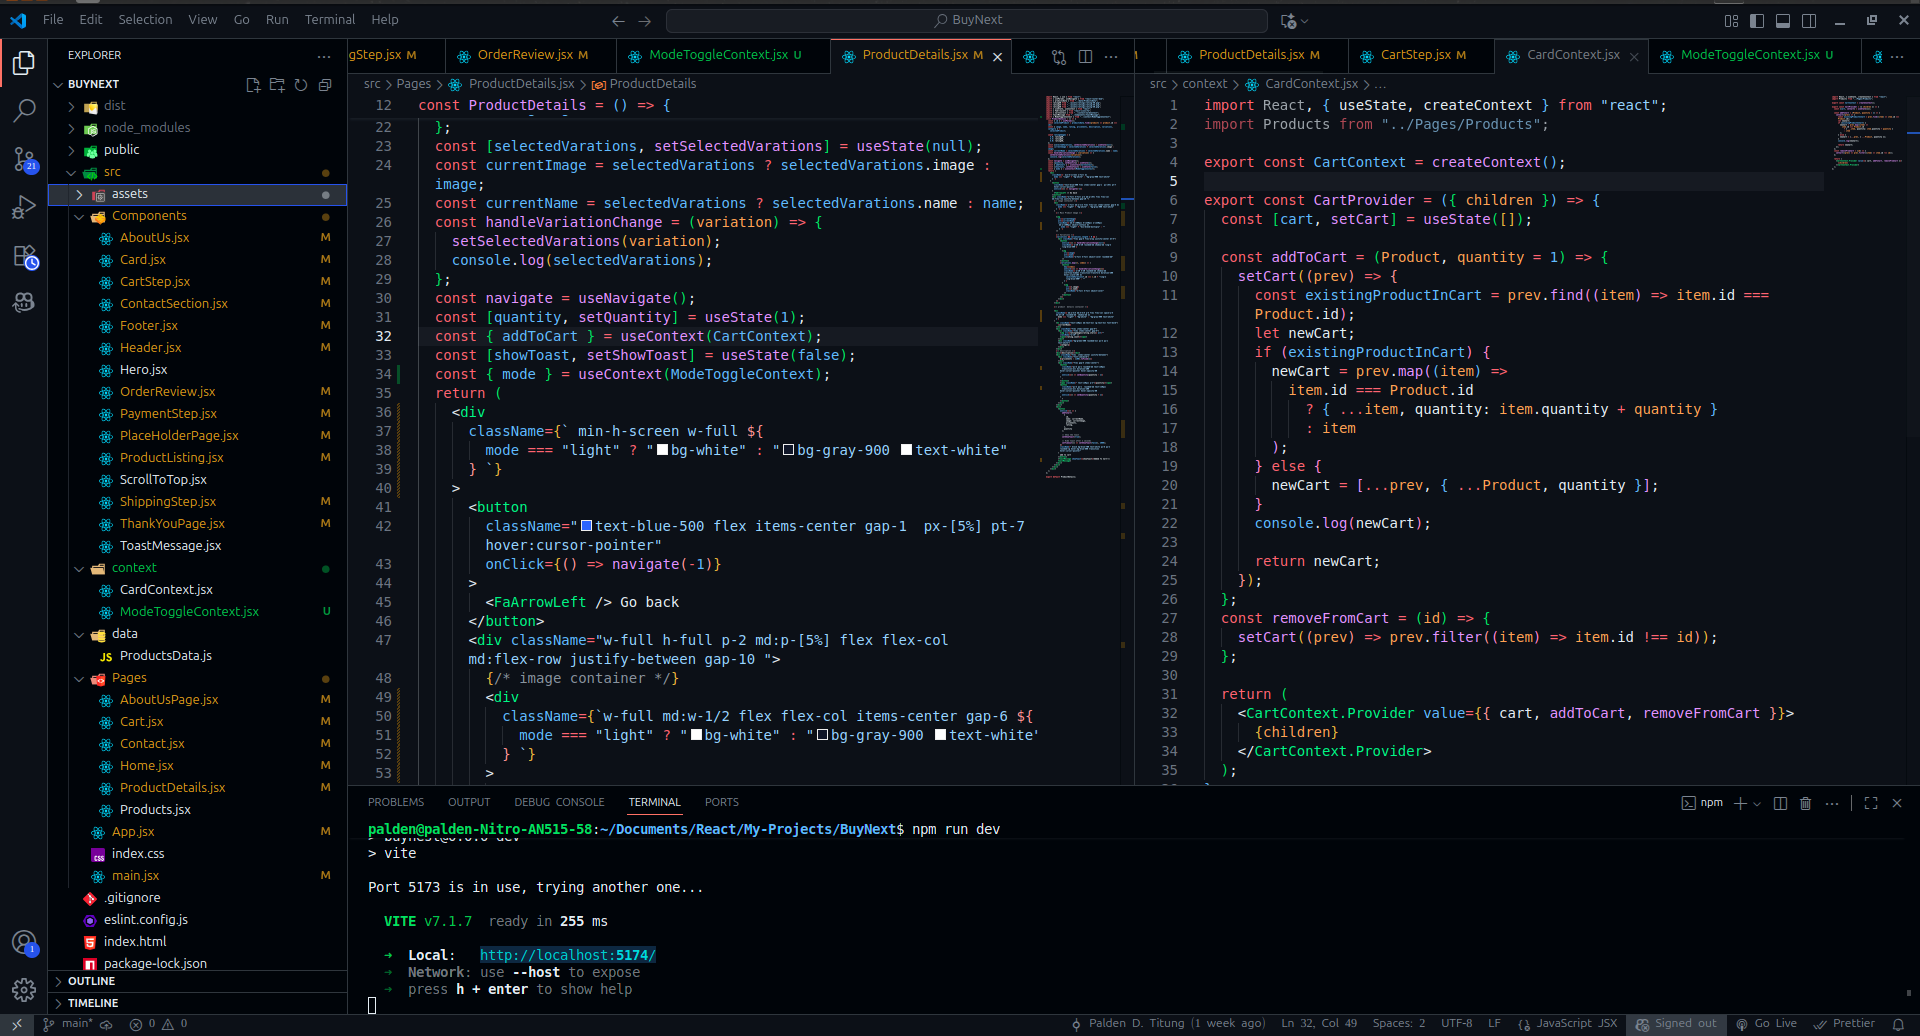 File Edit Selection View Go Run Terminal Help
BuyNext
EXPLORER
BUYNEXT
dist
node_modules
public
src
assets
Components
AboutUs.jsx M
Card.jsx M
CartStep.jsx M
ContactSection.jsx M
Footer.jsx M
Header.jsx M
Hero.jsx
OrderReview.jsx M
PaymentStep.jsx M
PlaceHolderPage.jsx M
ProductListing.jsx M
ScrollToTop.jsx
ShippingStep.jsx M
ThankYouPage.jsx M
ToastMessage.jsx
context
CardContext.jsx
ModeToggleContext.jsx U
data
JS ProductsData.js
Pages
AboutUsPage.jsx M
Cart.jsx M
Contact.jsx M
Home.jsx M
ProductDetails.jsx M
Products.jsx
App.jsx M
index.css
main.jsx M
.gitignore
eslint.config.js
index.html
package-lock.json
OUTLINE
TIMELINE
21
1
gStep.jsx M OrderReview.jsx M ModeToggleContext.jsx U ProductDetails.jsx M
src > Pages > ProductDetails.jsx > ProductDetails
12 const ProductDetails = () => {
22 };
23 const [selectedVarations, setSelectedVarations] = useState(null);
24 const currentImage = selectedVarations ? selectedVarations.image :
image;
25 const currentName = selectedVarations ? selectedVarations.name : name;
26 const handleVariationChange = (variation) => {
27 setSelectedVarations(variation);
28 console.log(selectedVarations);
29 };
30 const navigate = useNavigate();
31 const [quantity, setQuantity] = useState(1);
32 const { addToCart } = useContext(CartContext);
33 const [showToast, setShowToast] = useState(false);
34 const { mode } = useContext(ModeToggleContext);
35 return (
36 <div
37 className={` min-h-screen w-full ${
38 mode === "light" ? "bg-white" : "bg-gray-900 text-white"
39 } `}
40 >
41 <button
42 className="text-blue-500 flex items-center gap-1  px-[5%] pt-7
hover:cursor-pointer"
43 onClick={() => navigate(-1)}
44 >
45 <FaArrowLeft /> Go back
46 </button>
47 <div className="w-full h-full p-2 md:p-[5%] flex flex-col
md:flex-row justify-between gap-10 ">
48 {/* image container */}
49 <div
50 className={`w-full md:w-1/2 flex flex-col items-center gap-6 ${
51 mode === "light" ? "bg-white" : "bg-gray-900 text-white"
52 } `}
53 >
M ProductDetails.jsx M CartStep.jsx M CardContext.jsx ModeToggleContext.jsx U
src > context > CardContext.jsx > ...
1 import React, { useState, createContext } from "react";
2 import Products from "../Pages/Products";
3
4 export const CartContext = createContext();
5
6 export const CartProvider = ({ children }) => {
7 const [cart, setCart] = useState([]);
8
9 const addToCart = (Product, quantity = 1) => {
10 setCart((prev) => {
11 const existingProductInCart = prev.find((item) => item.id ===
Product.id);
12 let newCart;
13 if (existingProductInCart) {
14 newCart = prev.map((item) =>
15 item.id === Product.id
16 ? { ...item, quantity: item.quantity + quantity }
17 : item
18 );
19 } else {
20 newCart = [...prev, { ...Product, quantity }];
21 }
22 console.log(newCart);
23
24 return newCart;
25 });
26 };
27 const removeFromCart = (id) => {
28 setCart((prev) => prev.filter((item) => item.id !== id));
29 };
30
31 return (
32 <CartContext.Provider value={{ cart, addToCart, removeFromCart }}>
33 {children}
34 </CartContext.Provider>
35 );
PROBLEMS OUTPUT DEBUG CONSOLE TERMINAL PORTS
npm
palden@palden-Nitro-AN515-58:~/Documents/React/My-Projects/BuyNext$ npm run dev
> vite
Port 5173 is in use, trying another one...
VITE v7.1.7 ready in 255 ms
➜ Local: http://localhost:5174/
➜ Network: use --host to expose
➜ press h + enter to show help
main* 0 0 Palden D. Titung (1 week ago) Ln 32, Col 49 Spaces: 2 UTF-8 LF {} JavaScript JSX Signed out Go Live Prettier